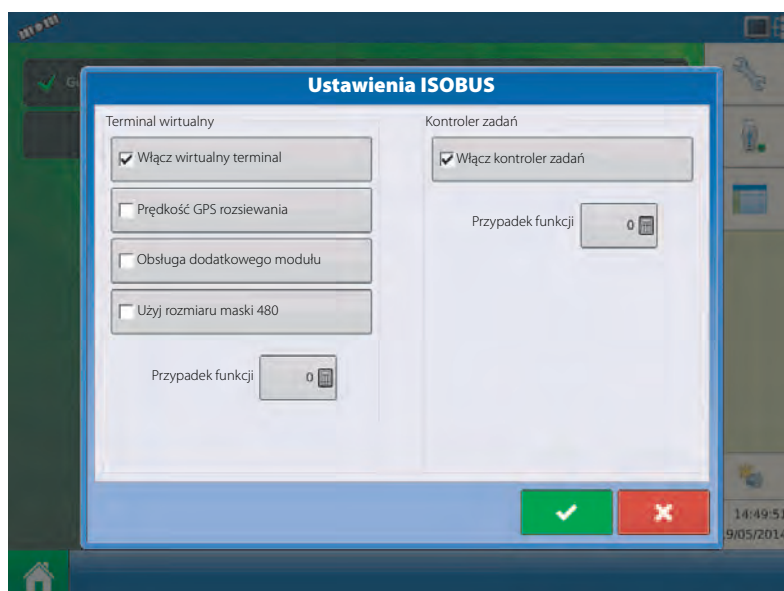 Ustawienia ISOBUS
Terminal wirtualny
Włącz wirtualny terminal
Prędkość GPS rozsiewania
Obsługa dodatkowego modułu
Użyj rozmiaru maski 480
Przypadek funkcji 0
Kontroler zadań
Włącz kontroler zadań
Przypadek funkcji 0
14:49:51
9/05/2014